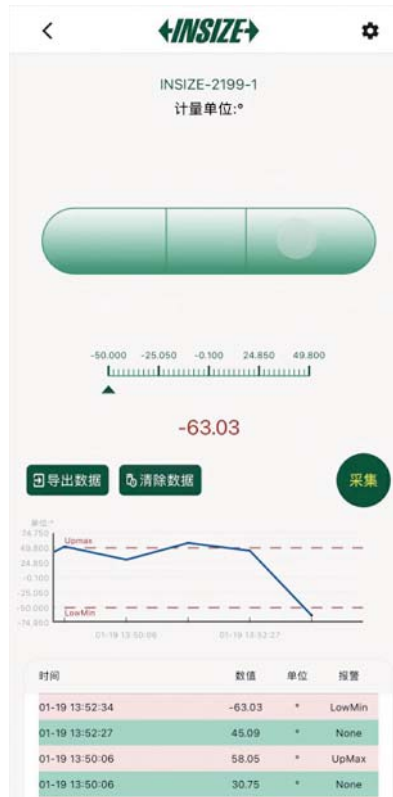 INSIZE
INSIZE-2199-1
计量单位:°
-50.000 -25.050 -0.100 24.850 49.800
-63.03
导出数据 清除数据 采集
单位:°
74.750
49.800
24.850
-0.100
-25.050
-50.000
-74.950
Upmax
LowMin
01-19 13:50:06 01-19 13:52:27
时间 数值 单位 报警
01-19 13:52:34 -63.03 ° LowMin
01-19 13:52:27 45.09 ° None
01-19 13:50:06 58.05 ° UpMax
01-19 13:50:06 30.75 ° None